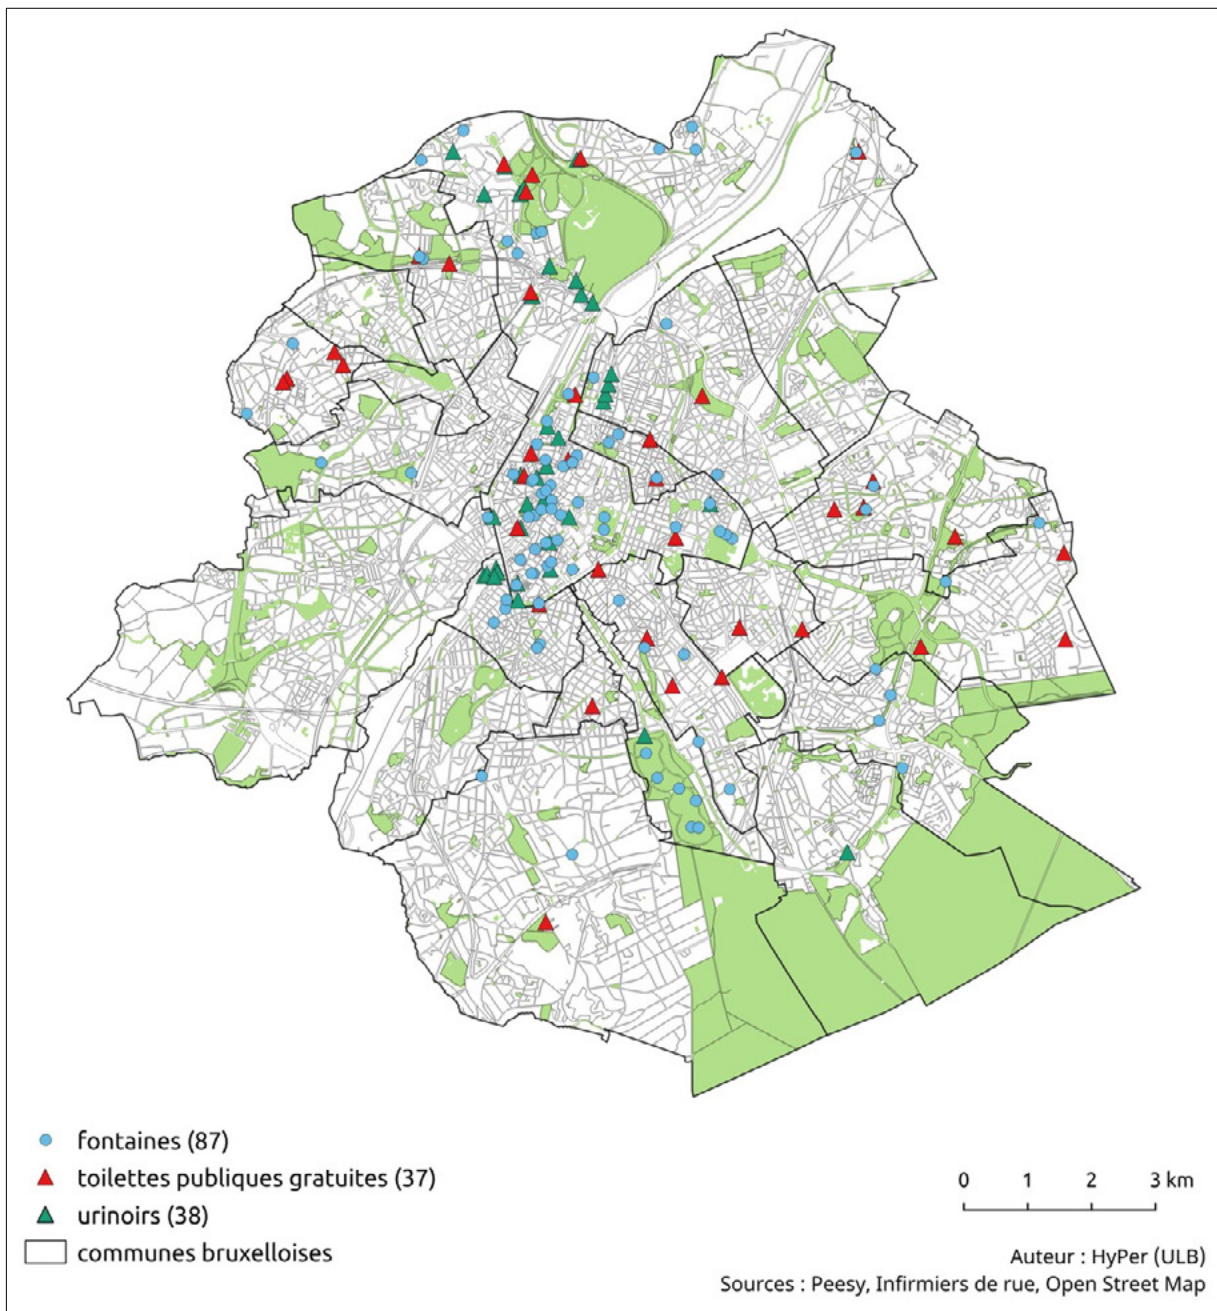 fontaines (87)
toilettes publiques gratuites (37)
urinoirs (38)
communes bruxelloises
0 1 2 3 km
Auteur : HyPer (ULB)
Sources : Peesy, Infirmiers de rue, Open Street Map